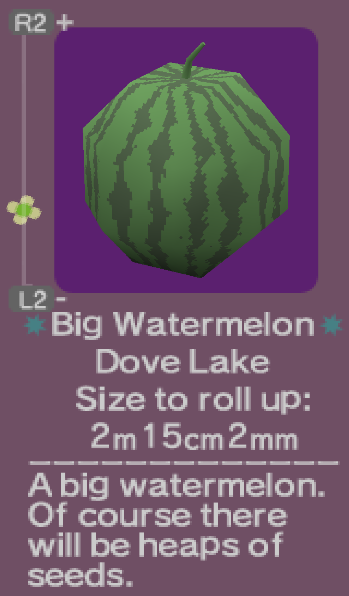 R2 +
L2 -
Big Watermelon
Dove Lake
Size to roll up:
2m15cm2mm
A big watermelon.
Of course there
will be heaps of
seeds.